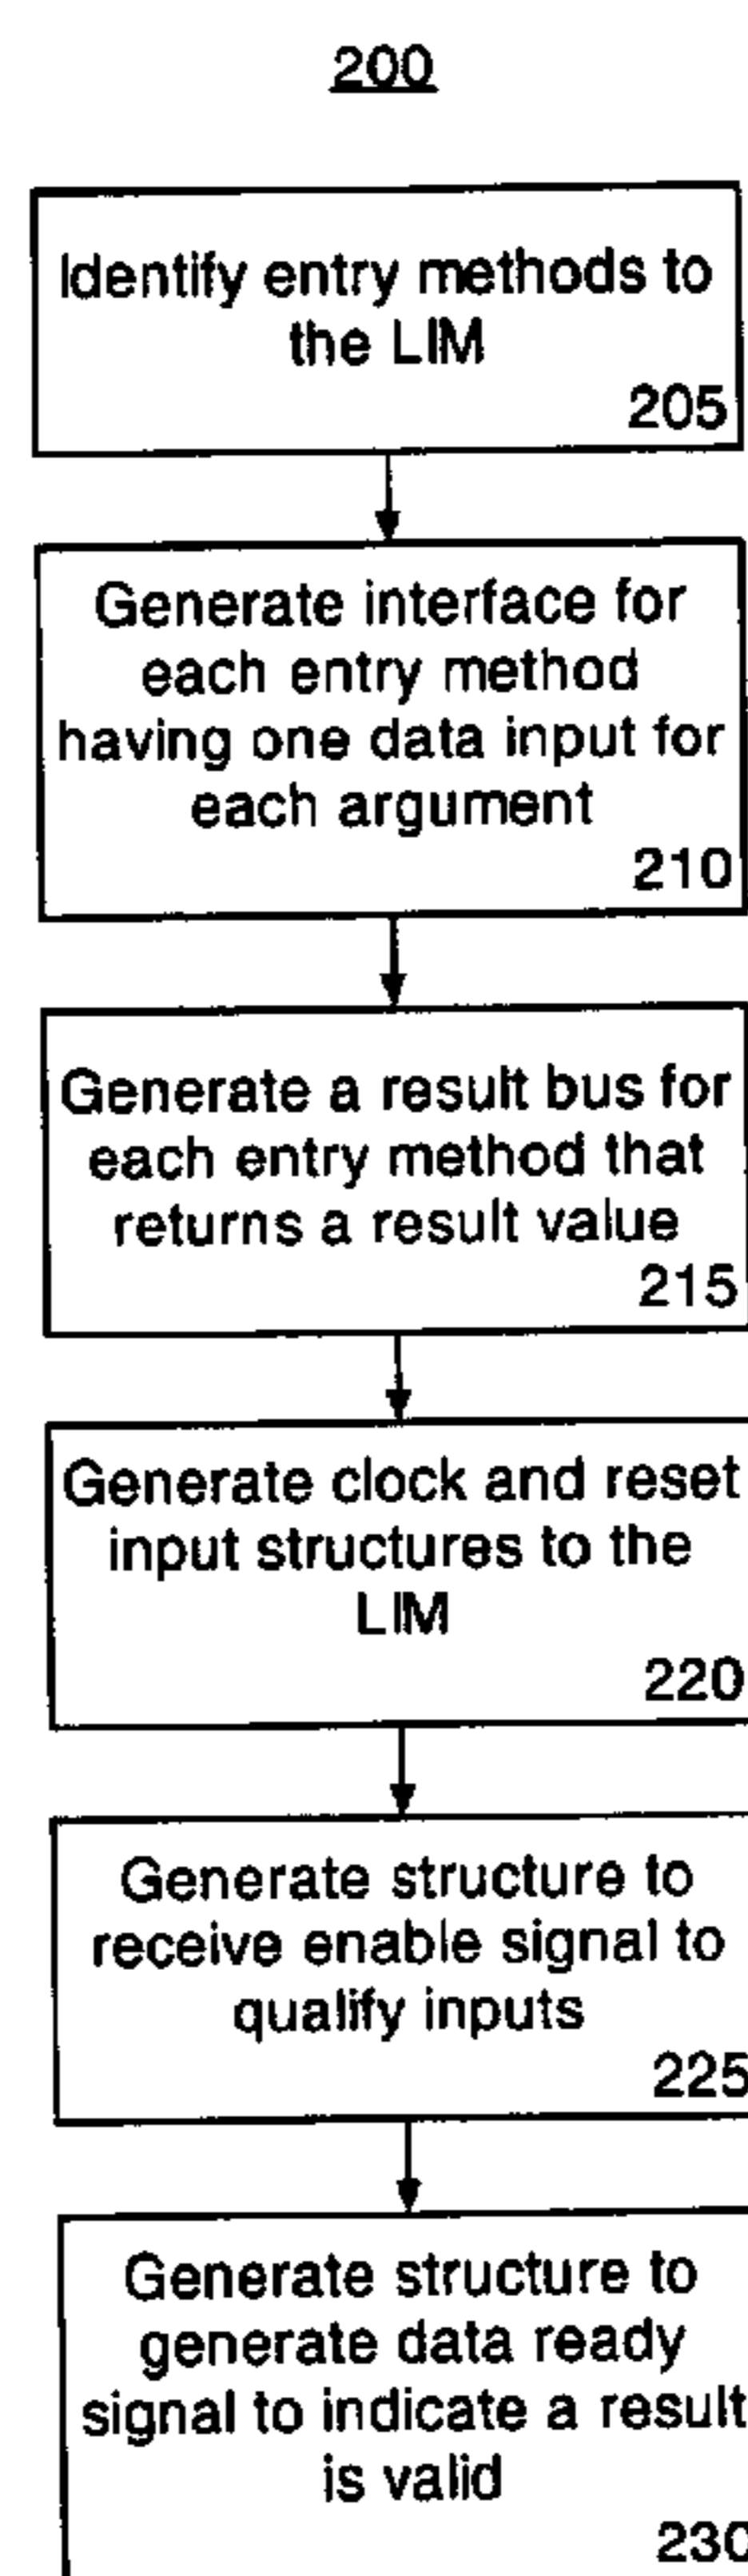 200
Identify entry methods to
the LIM
205
Generate interface for
each entry method
having one data input for
each argument
210
Generate a result bus for
each entry method that
returns a result value
215
Generate clock and reset
input structures to the
LIM
220
Generate structure to
receive enable signal to
qualify inputs
225
Generate structure to
generate data ready
signal to indicate a result
is valid
230